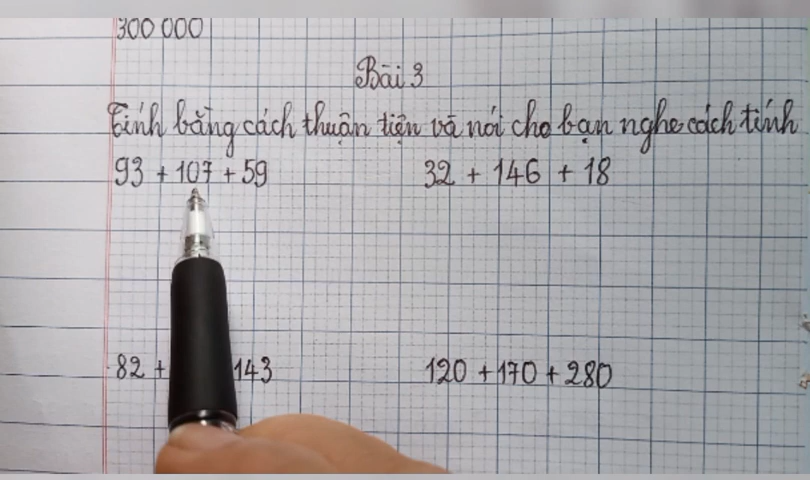 300 000
Bài 3
Tính bằng cách thuận tiện và nói cho bạn nghe cách tính
93 + 107 + 59
32 + 146 + 18
82 + 143
120 + 170 + 280